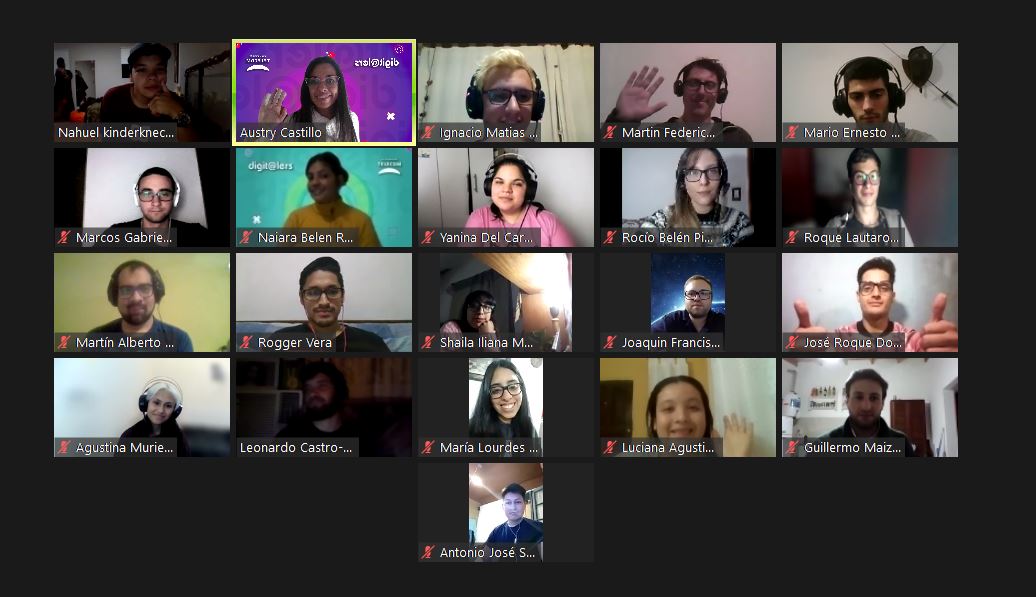 Nahuel kinderknec...
Austry Castillo
Ignacio Matias ...
Martin Federic...
Mario Ernesto ...
Marcos Gabrie...
digit@lers
Naiara Belen R...
Yanina Del Car...
Rocío Belén Pi...
Roque Lautaro...
Martín Alberto ...
Rogger Vera
Shaila Iliana M...
Joaquin Francis...
José Roque Do...
Agustina Murie...
Leonardo Castro-...
María Lourdes ...
Luciana Agusti...
Guillermo Maiz...
Antonio José S...